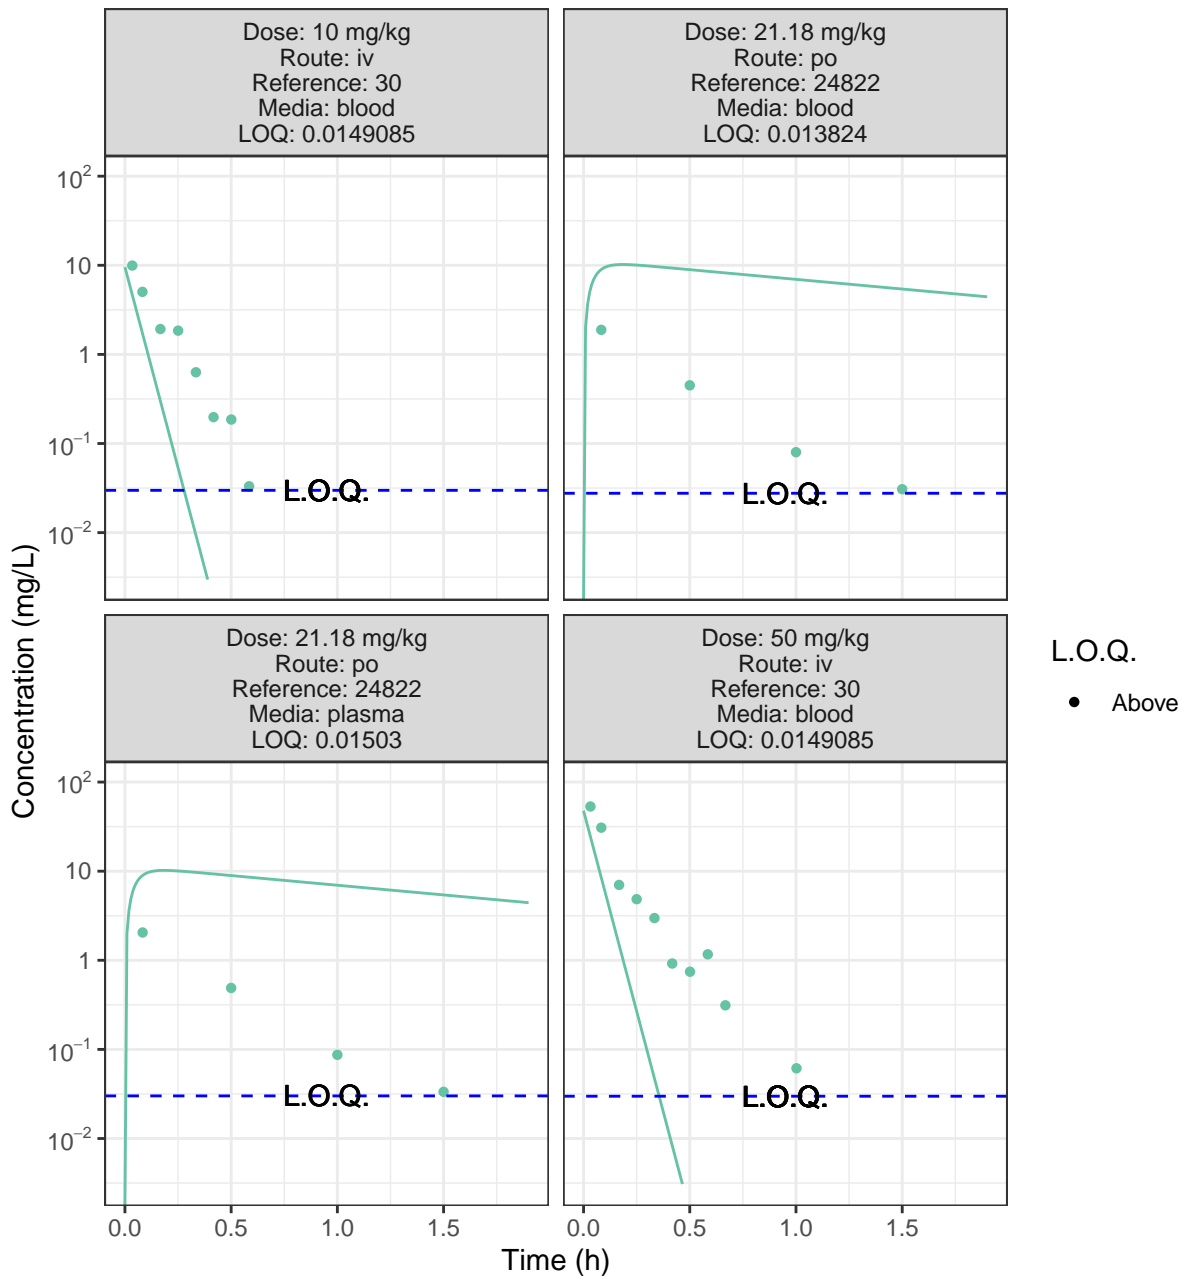 Dose: 10 mg/kg
Route: iv
Reference: 30
Media: blood
LOQ: 0.0149085
Dose: 21.18 mg/kg
Route: po
Reference: 24822
Media: blood
LOQ: 0.013824
10²
10
1
10⁻¹
10⁻²
L.O.Q.
L.O.Q.
Dose: 21.18 mg/kg
Route: po
Reference: 24822
Media: plasma
LOQ: 0.01503
Dose: 50 mg/kg
Route: iv
Reference: 30
Media: blood
LOQ: 0.0149085
10²
10
1
10⁻¹
10⁻²
L.O.Q.
L.O.Q.
0.0 0.5 1.0 1.5
0.0 0.5 1.0 1.5
Time (h)
Concentration (mg/L)
L.O.Q.
Above